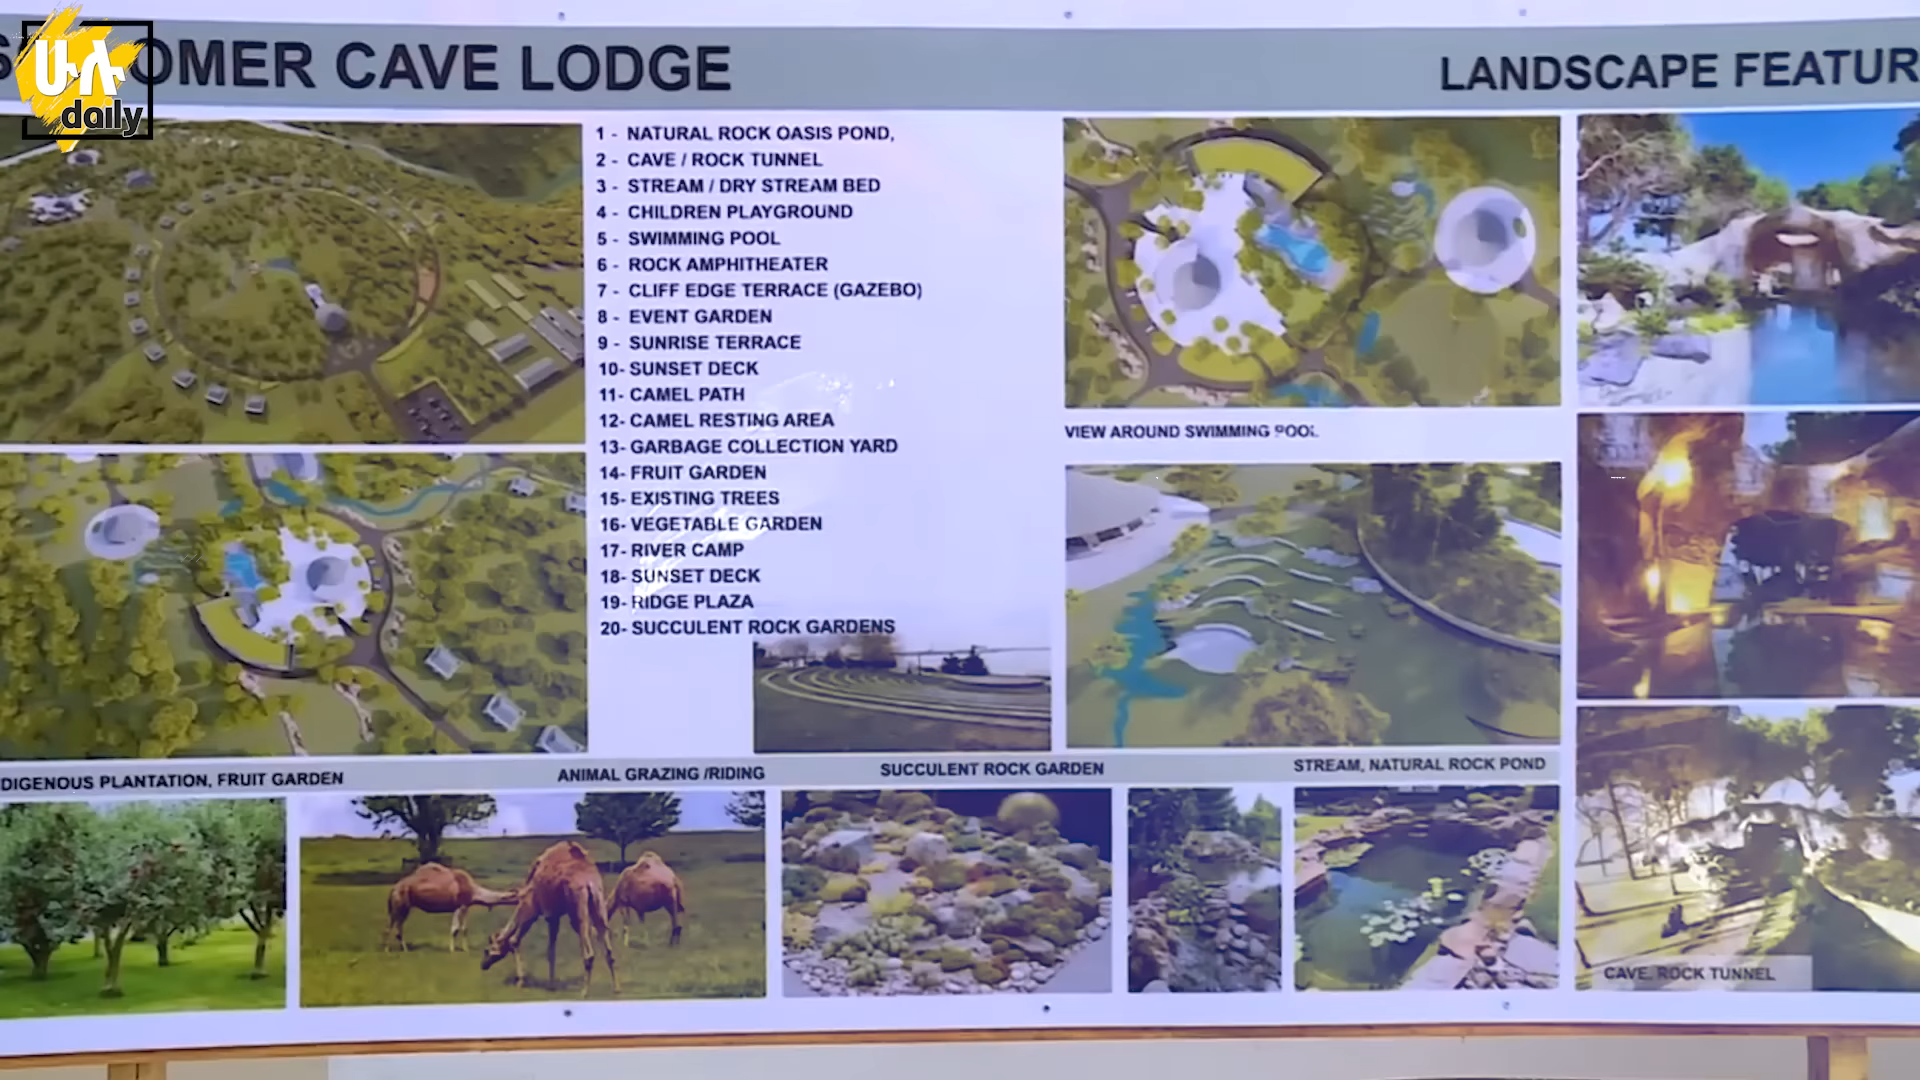 ሁሉ
daily
OMER CAVE LODGE
LANDSCAPE FEATUR
1 - NATURAL ROCK OASIS POND,
2 - CAVE / ROCK TUNNEL
3 - STREAM / DRY STREAM BED
4 - CHILDREN PLAYGROUND
5 - SWIMMING POOL
6 - ROCK AMPHITHEATER
7 - CLIFF EDGE TERRACE (GAZEBO)
8 - EVENT GARDEN
9 - SUNRISE TERRACE
10- SUNSET DECK
11- CAMEL PATH
12- CAMEL RESTING AREA
13- GARBAGE COLLECTION YARD
14- FRUIT GARDEN
15- EXISTING TREES
16- VEGETABLE GARDEN
17- RIVER CAMP
18- SUNSET DECK
19- RIDGE PLAZA
20- SUCCULENT ROCK GARDENS
VIEW AROUND SWIMMING POOL
DIGENOUS PLANTATION, FRUIT GARDEN
ANIMAL GRAZING /RIDING
SUCCULENT ROCK GARDEN
STREAM, NATURAL ROCK POND
CAVE, ROCK TUNNEL